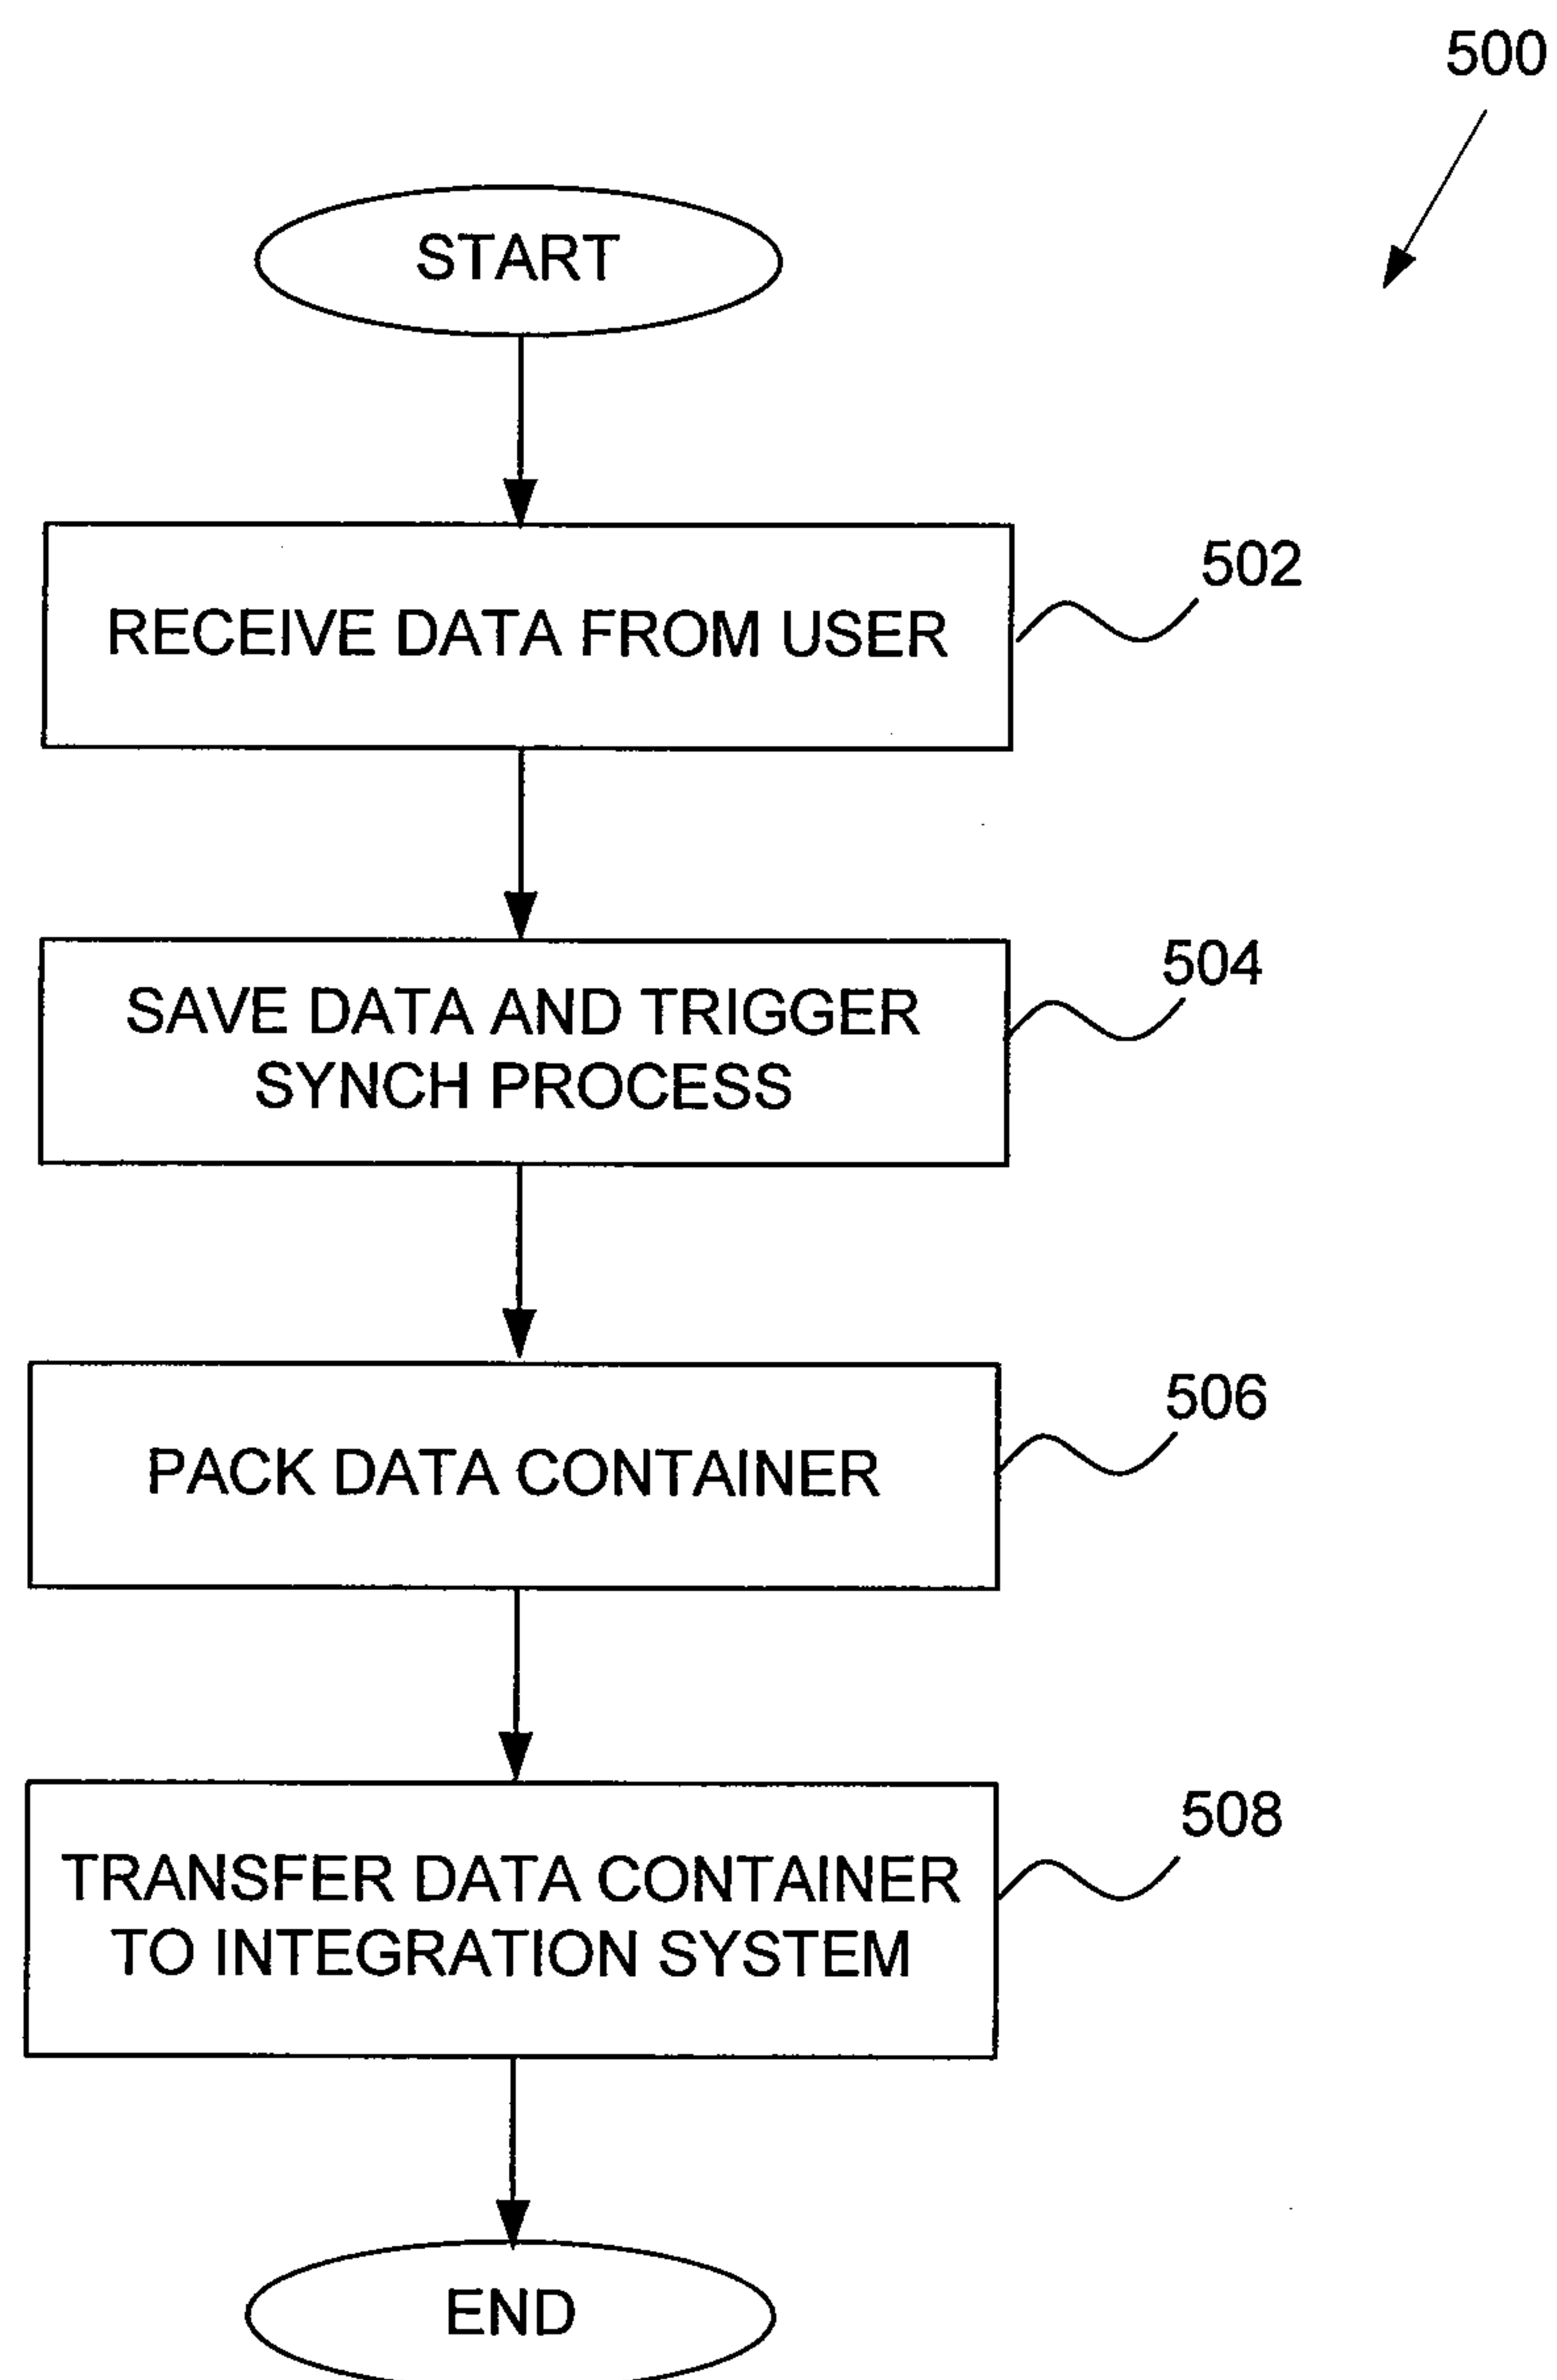 500
START
RECEIVE DATA FROM USER
502
SAVE DATA AND TRIGGER
SYNCH PROCESS
504
PACK DATA CONTAINER
506
TRANSFER DATA CONTAINER
TO INTEGRATION SYSTEM
508
END